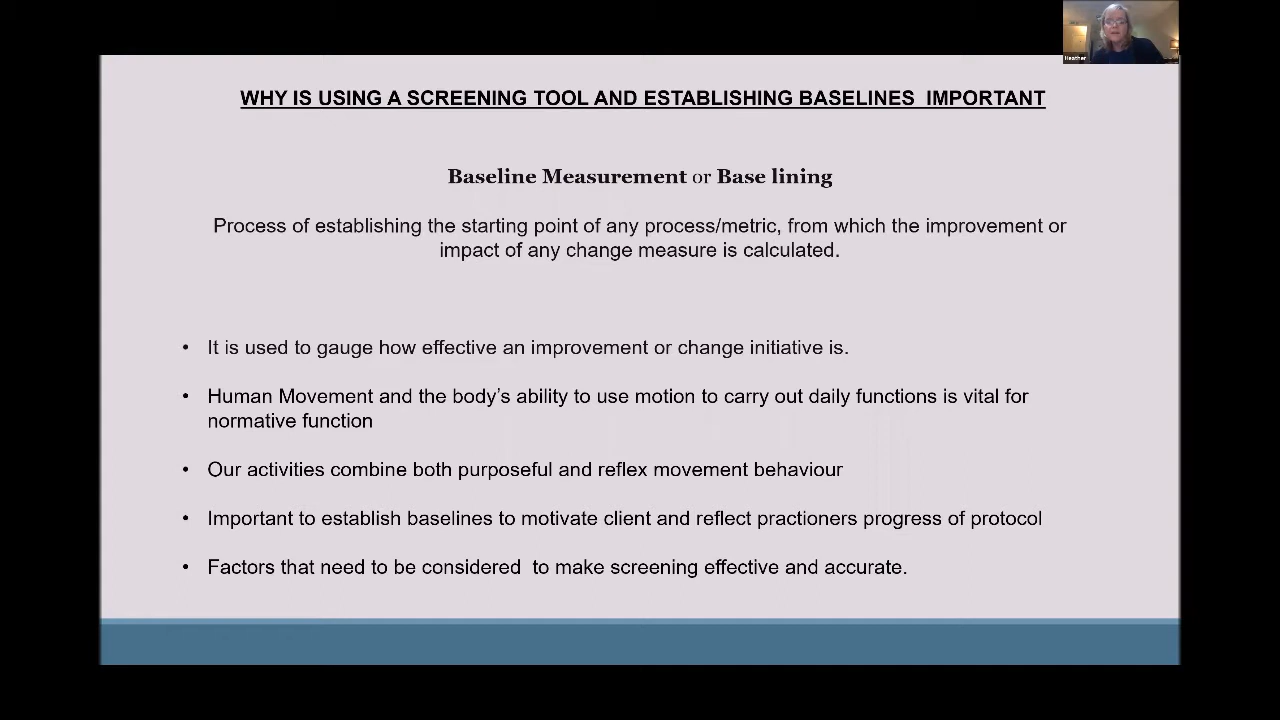 Heather
WHY IS USING A SCREENING TOOL AND ESTABLISHING BASELINES  IMPORTANT
Baseline Measurement or Base lining
Process of establishing the starting point of any process/metric, from which the improvement or
impact of any change measure is calculated.
• It is used to gauge how effective an improvement or change initiative is.
• Human Movement and the body’s ability to use motion to carry out daily functions is vital for
normative function
• Our activities combine both purposeful and reflex movement behaviour
• Important to establish baselines to motivate client and reflect practioners progress of protocol
• Factors that need to be considered  to make screening effective and accurate.